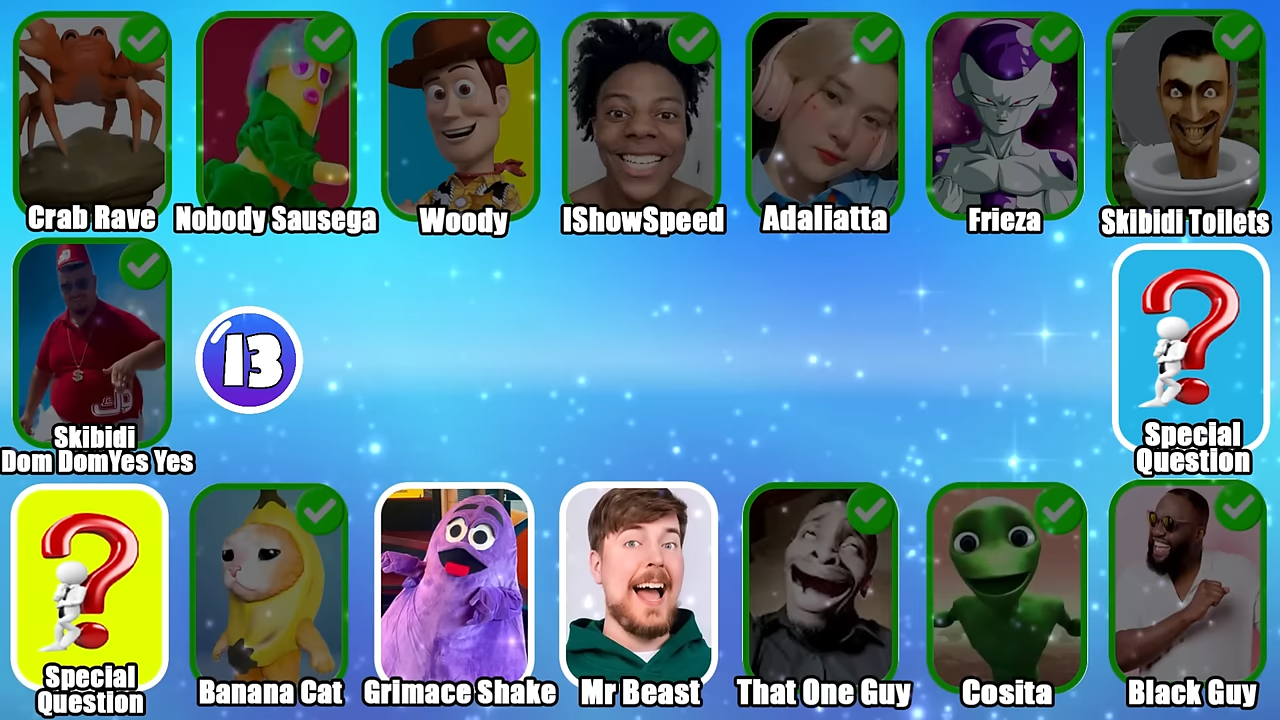 Crab Rave
Nobody Sausega
Woody
IShowSpeed
Adaliatta
Frieza
Skibidi Toilets
Skibidi
Dom DomYes Yes
13
Special
Question
Special
Question
Banana Cat
Grimace Shake
Mr Beast
That One Guy
Cosita
Black Guy